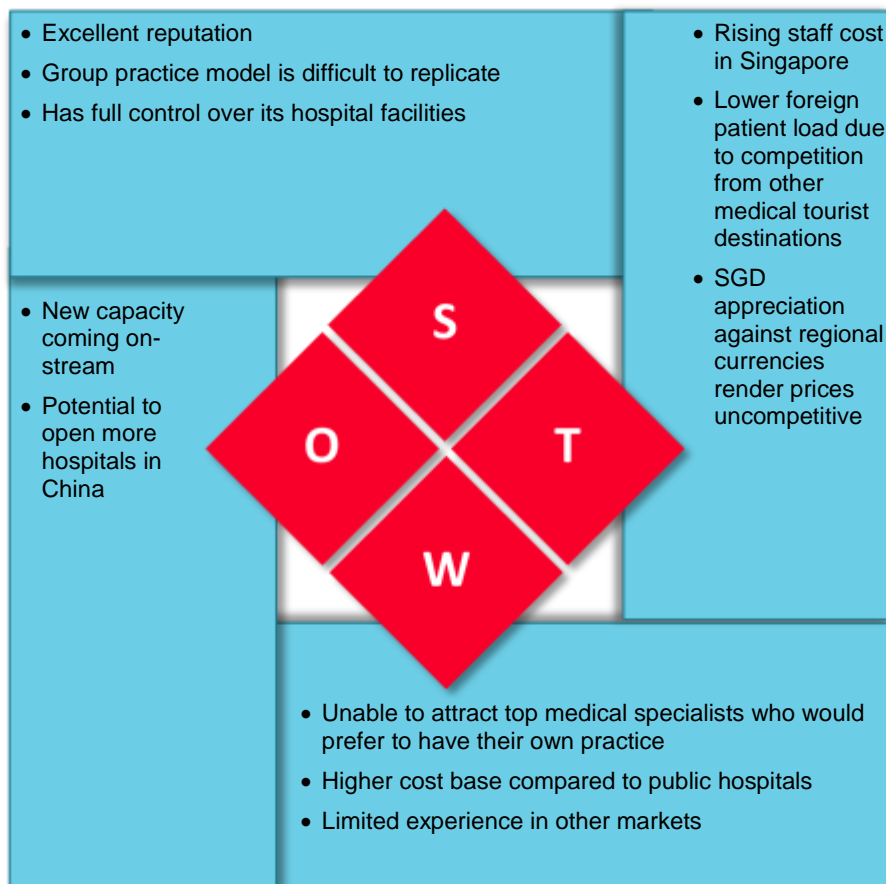 • Excellent reputation
• Group practice model is difficult to replicate
• Has full control over its hospital facilities
• Rising staff cost
in Singapore
• Lower foreign
patient load due
to competition
from other
medical tourist
destinations
• SGD
appreciation
against regional
currencies
render prices
uncompetitive
• New capacity
coming on-
stream
• Potential to
open more
hospitals in
China
S
O
T
W
• Unable to attract top medical specialists who would
prefer to have their own practice
• Higher cost base compared to public hospitals
• Limited experience in other markets